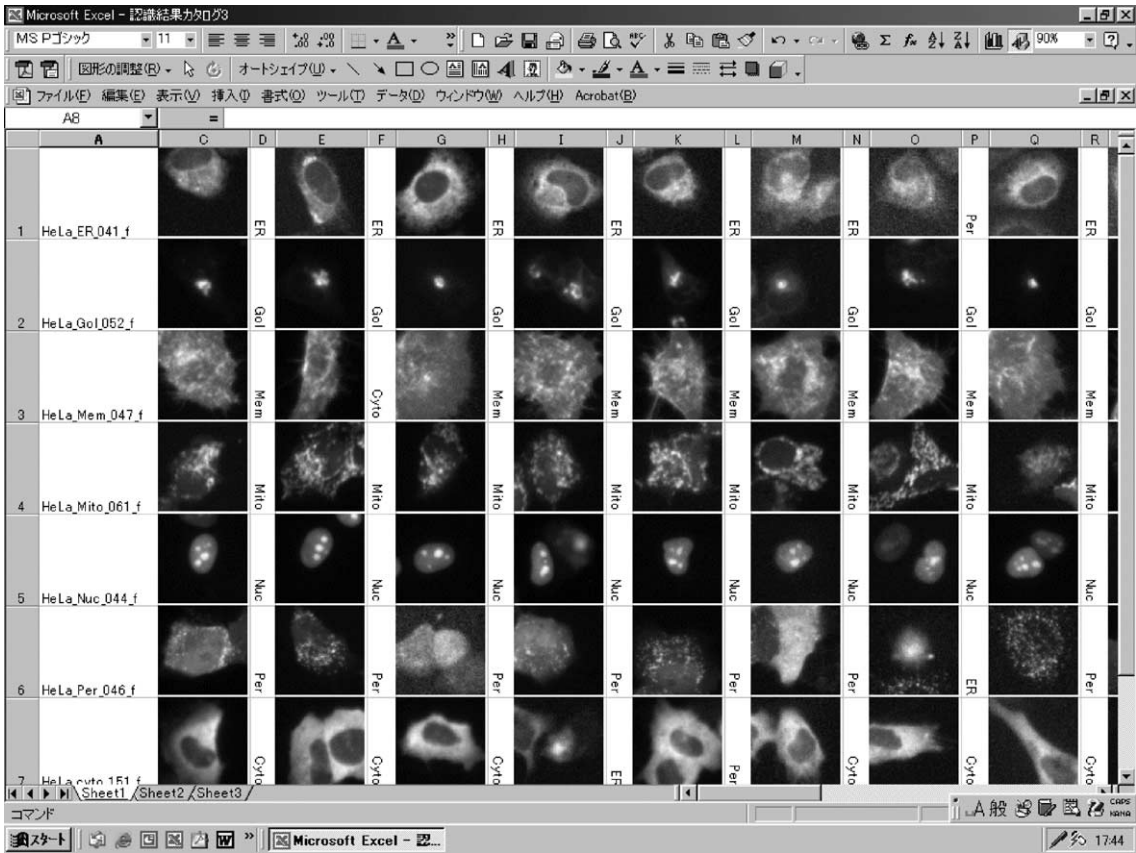 Microsoft Excel - 認識結果カタログ3
MS Pゴシック 11 90%
図形の調整(R) オートシェイプ(U)
ファイル(F) 編集(E) 表示(V) 挿入(I) 書式(O) ツール(T) データ(D) ウィンドウ(W) ヘルプ(H) Acrobat(B)
A8 =
A C D E F G H I J K L M N O P Q R
1 HeLa_ER_041_f ER ER ER ER ER ER Per ER
2 HeLa_Gol_052_f Gol Gol Gol Gol Gol Gol Gol Gol
3 HeLa_Mem_047_f Mem Cyto Mem Mem Mem Mem Mem Mem
4 HeLa_Mito_061_f Mito Mito Mito Mito Mito Mito Mito Mito
5 HeLa_Nuc_044_f Nuc Nuc Nuc Nuc Nuc Nuc Nuc Nuc
6 HeLa_Per_046_f Per Per Per Per Per Per ER Per
7 HeLa_cyto_151_f Cyto Cyto Cyto ER Cyto Per Cyto Cyto Cyto
Sheet1 Sheet2 Sheet3
コマンド
A 般 CAPS KANA
スタート Microsoft Excel - 認... 17:44